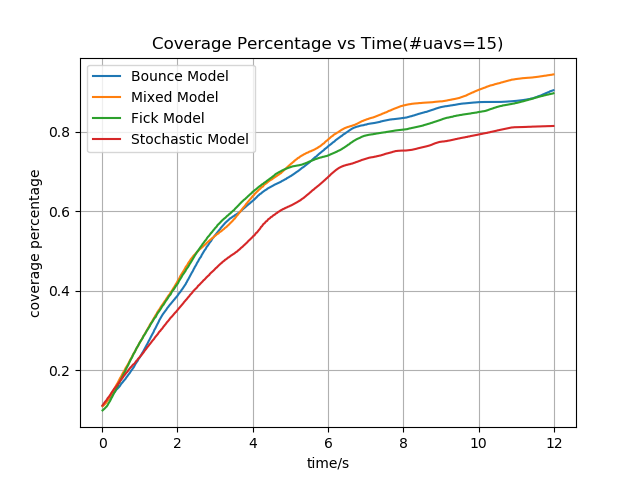 Coverage Percentage vs Time(#uavs=15)
Bounce Model
Mixed Model
Fick Model
Stochastic Model
coverage percentage
0.8
0.6
0.4
0.2
0 2 4 6 8 10 12
time/s